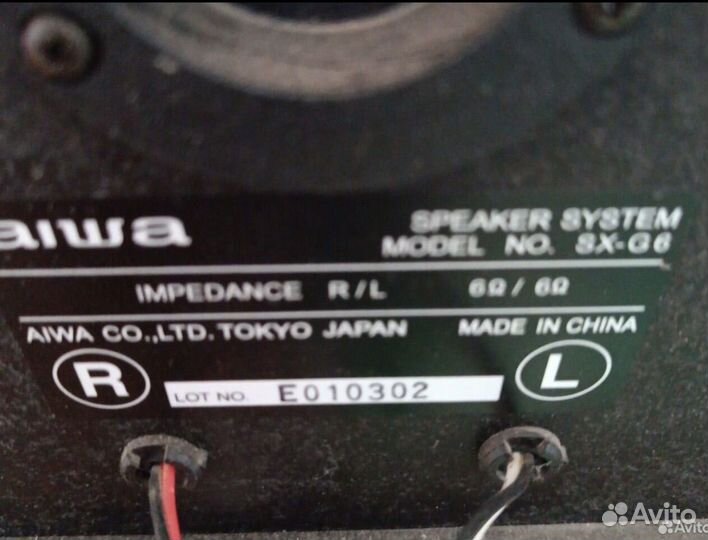 aiwa
SPEAKER SYSTEM
MODEL NO. SX-G6
IMPEDANCE R/L 6Ω/6Ω
AIWA CO.,LTD. TOKYO JAPAN MADE IN CHINA
R LOT NO. E010302 L
Avito
Avito